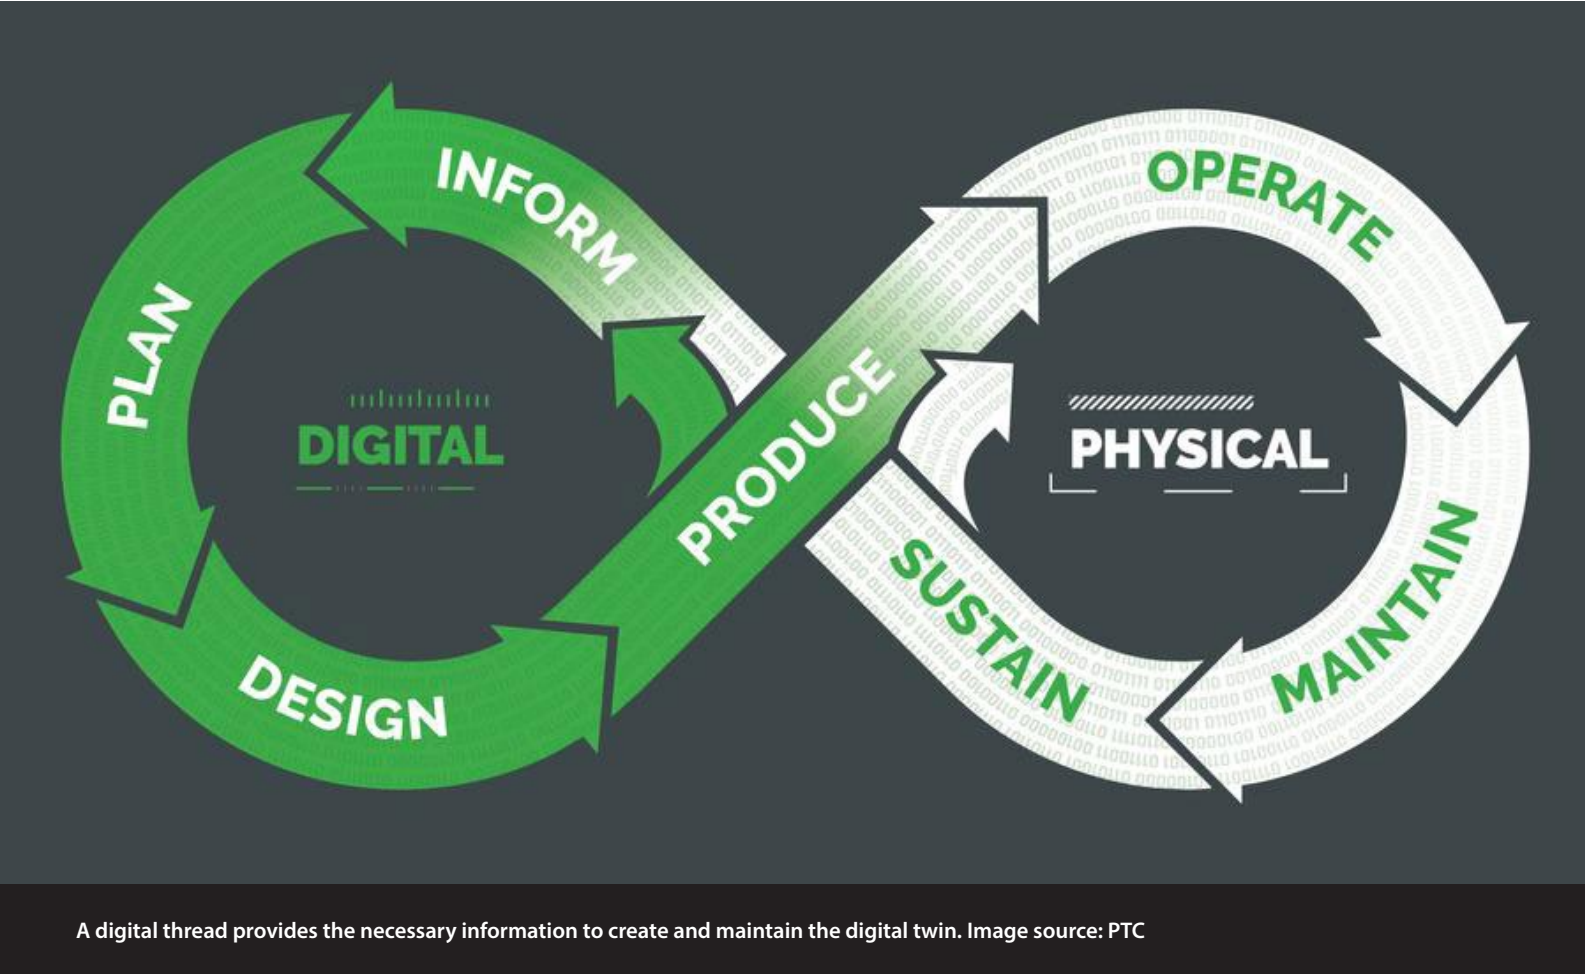 INFORM
PLAN
DIGITAL
DESIGN
PRODUCE
OPERATE
PHYSICAL
MAINTAIN
SUSTAIN
A digital thread provides the necessary information to create and maintain the digital twin. Image source: PTC